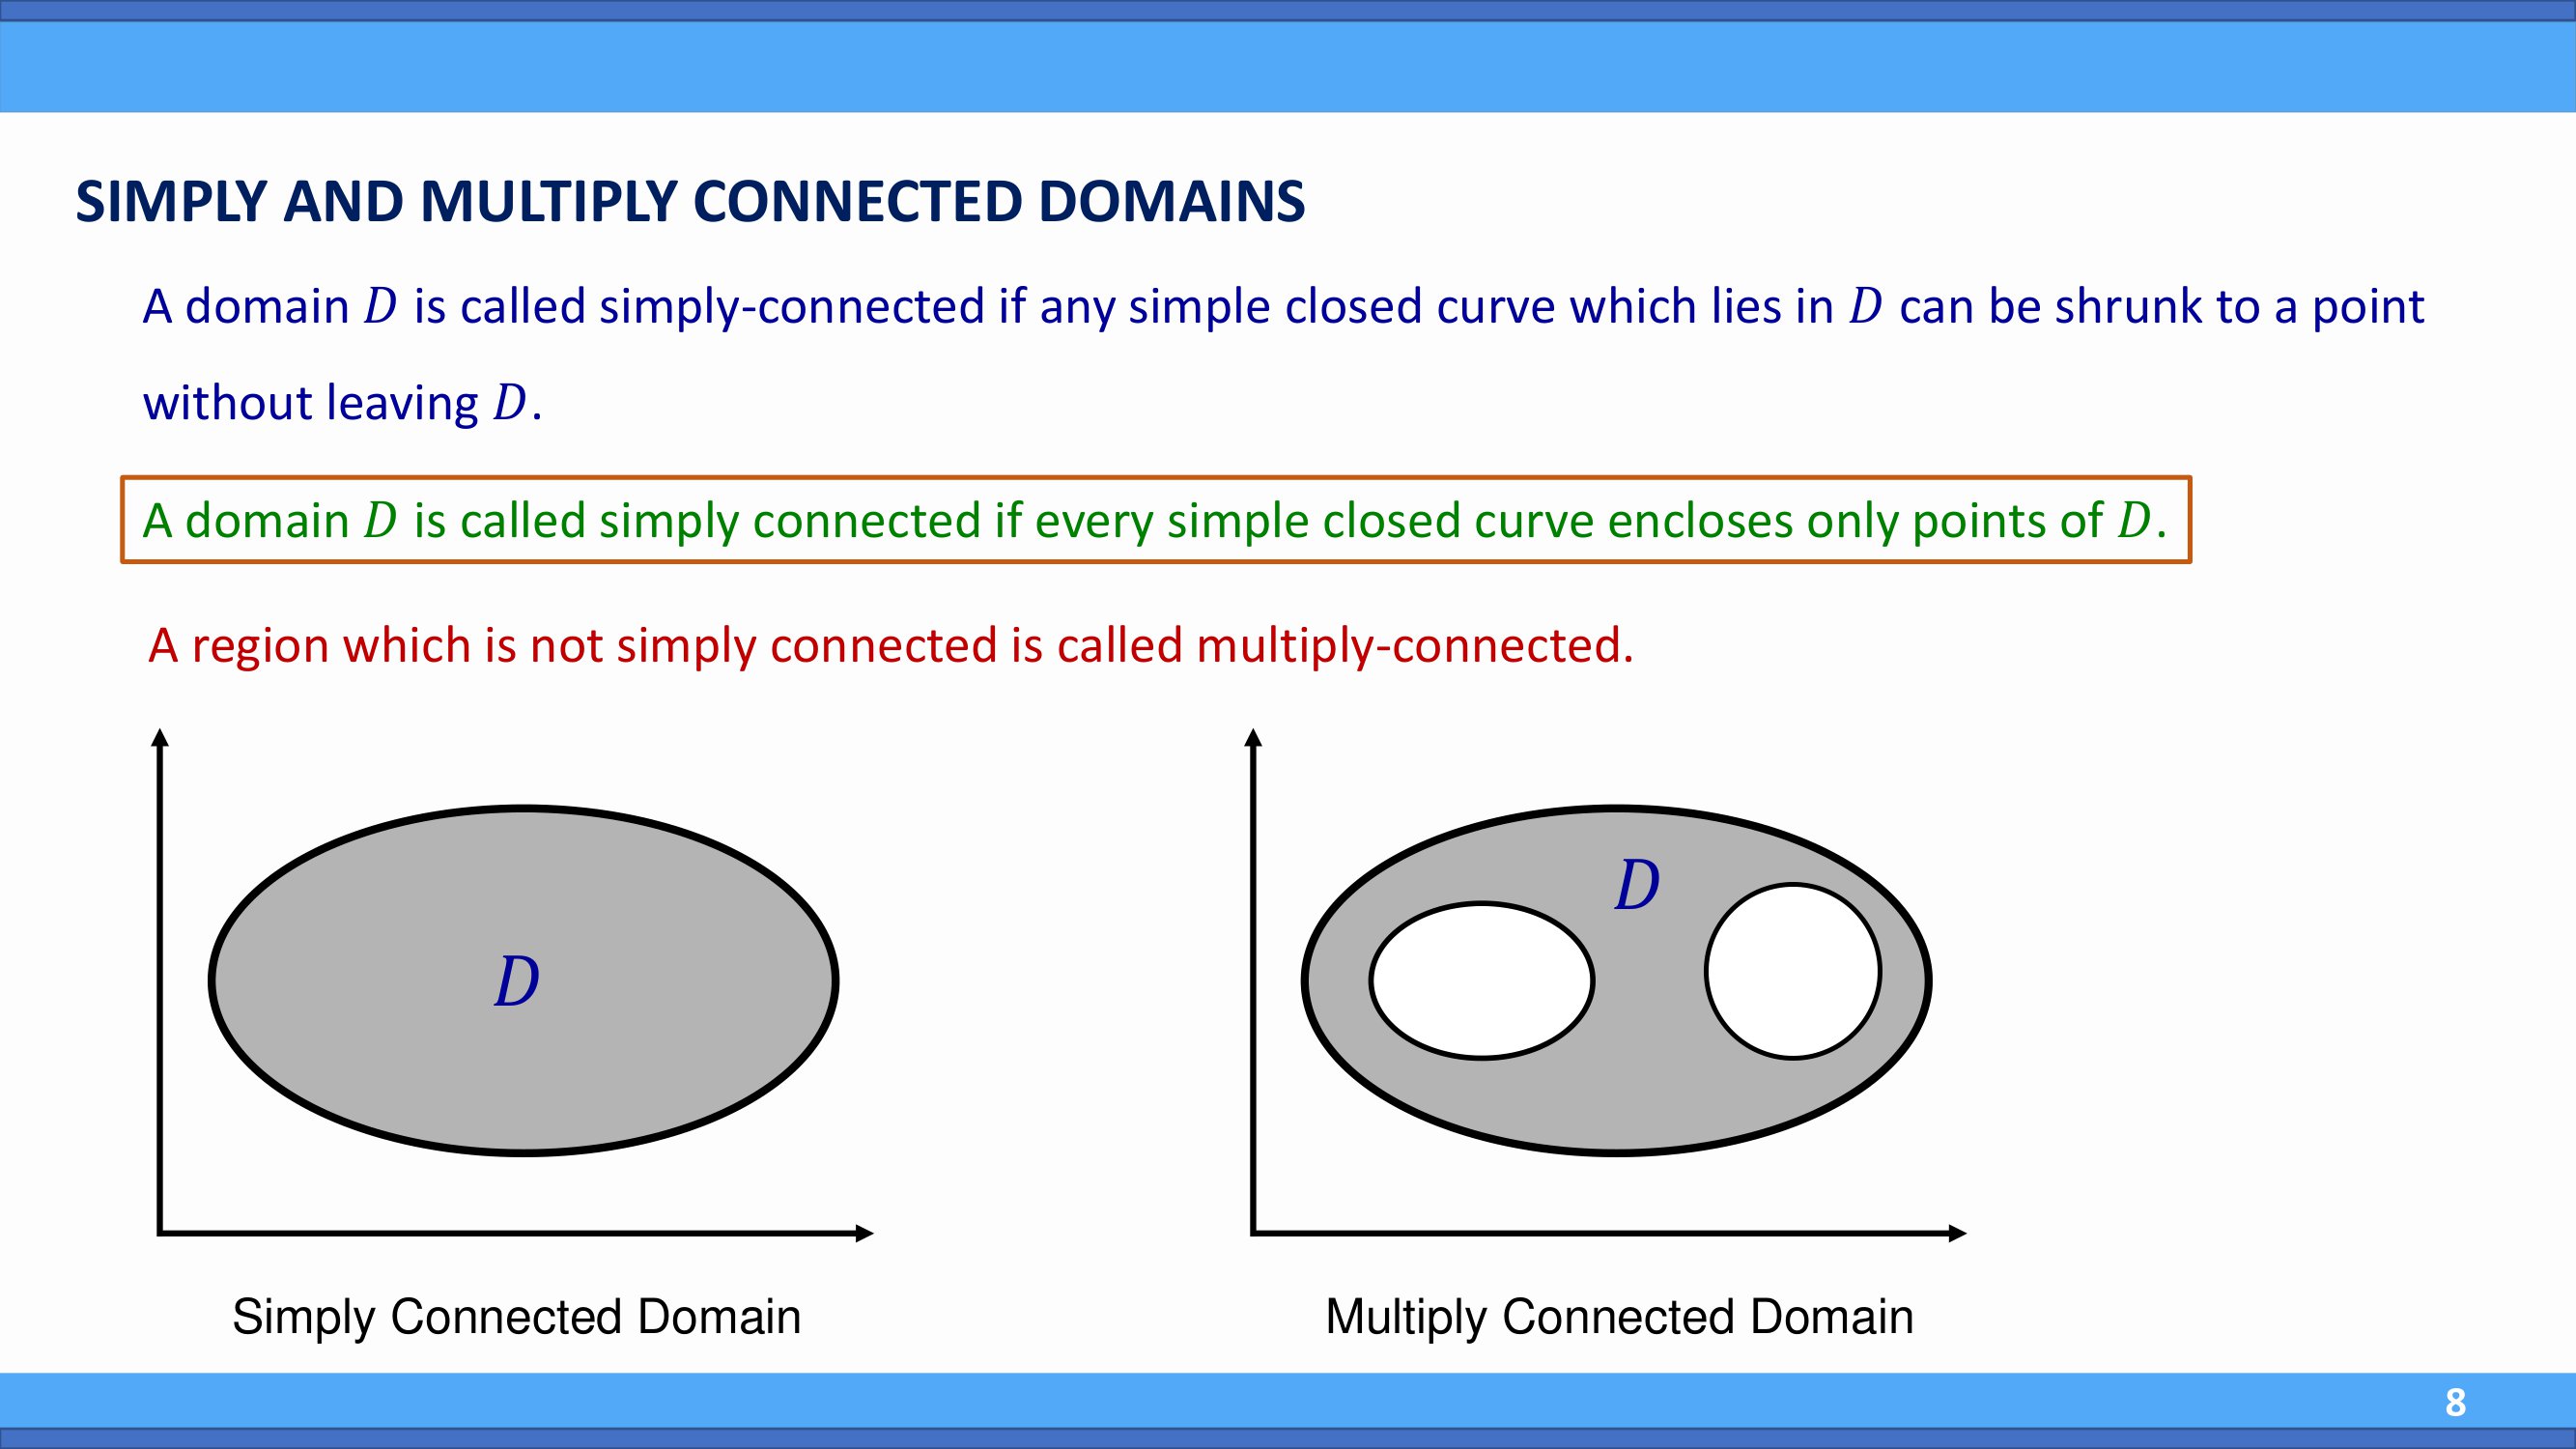 SIMPLY AND MULTIPLY CONNECTED DOMAINS
A domain D is called simply-connected if any simple closed curve which lies in D can be shrunk to a point
without leaving D.
A domain D is called simply connected if every simple closed curve encloses only points of D.
A region which is not simply connected is called multiply-connected.
D
D
Simply Connected Domain
Multiply Connected Domain
8